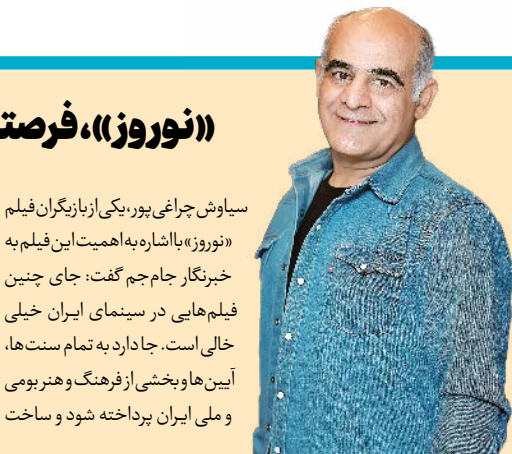 «نوروز»، فرصت
سیاوش چراغی‌پور، یکی از بازیگران فیلم
«نوروز» با اشاره به اهمیت این فیلم به
خبرنگار جام‌جم گفت: جای چنین
فیلم‌هایی در سینمای ایران خیلی
خالی است. جا دارد به تمام سنت‌ها،
آیین‌ها و بخشی از فرهنگ و هنر بومی
و ملی ایران پرداخته شود و ساخت